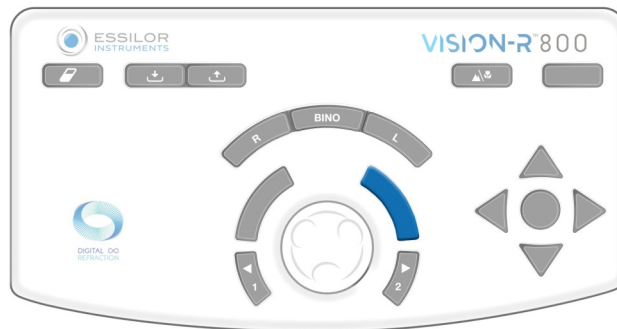 ESSILOR
INSTRUMENTS
VISION-R™800
R
BINO
L
DIGITAL
REFRACTION
1
2